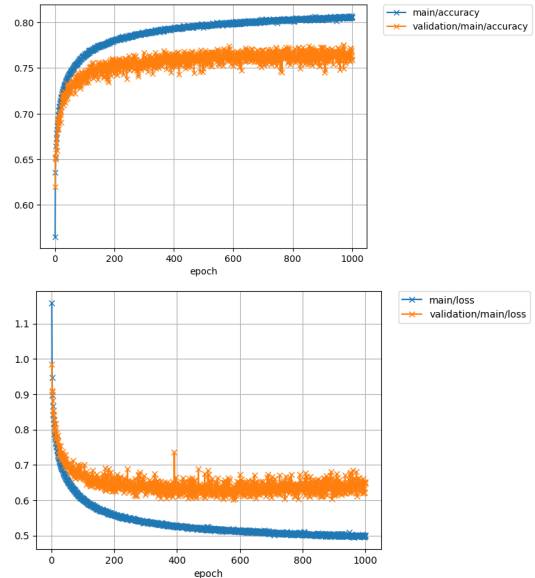 0.80
0.75
0.70
0.65
0.60
0 200 400 600 800 1000
epoch
main/accuracy
validation/main/accuracy
1.1
1.0
0.9
0.8
0.7
0.6
0.5
0 200 400 600 800 1000
epoch
main/loss
validation/main/loss